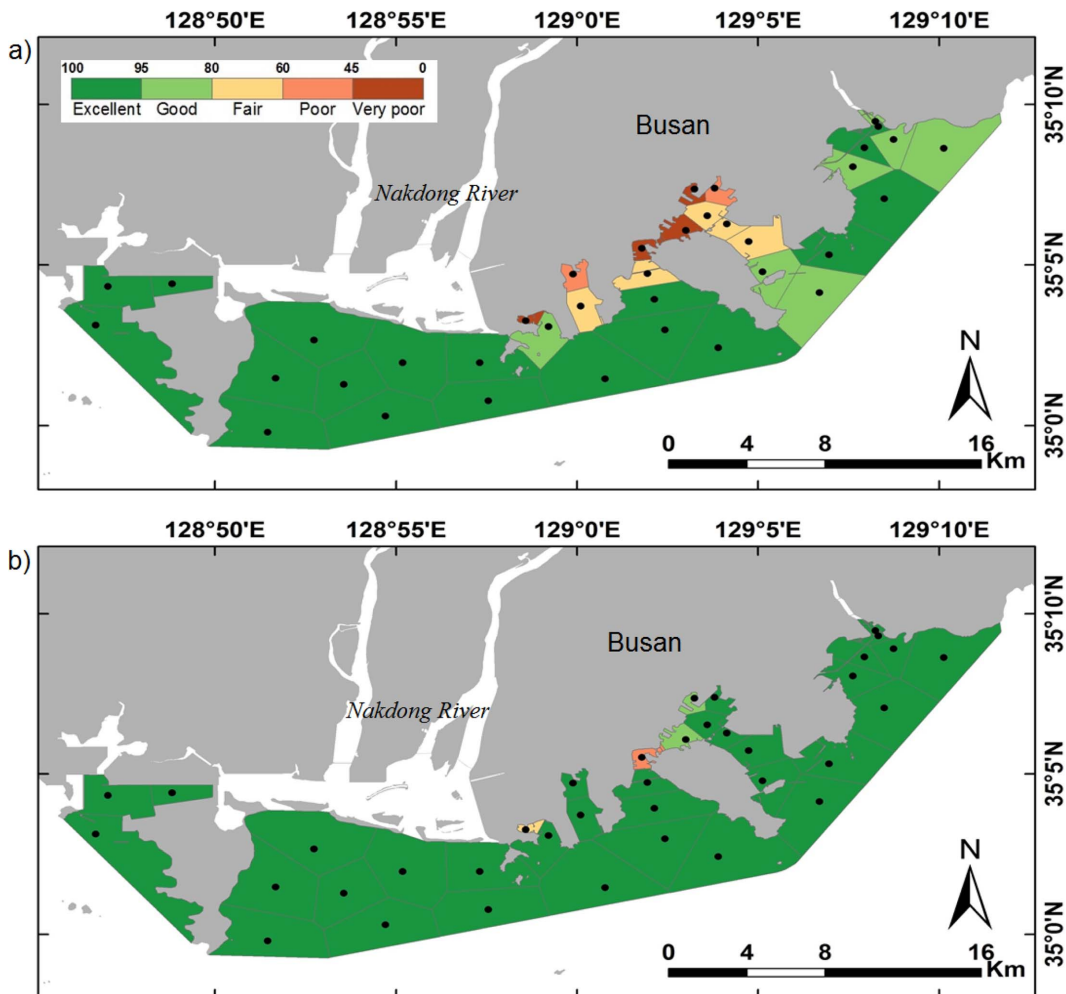 128°50'E 128°55'E 129°0'E 129°5'E 129°10'E
a)
100 95 80 60 45 0
Excellent Good Fair Poor Very poor
35°10'N
Busan
Nakdong River
35°5'N
N
35°0'N
0 4 8 16
Km
128°50'E 128°55'E 129°0'E 129°5'E 129°10'E
b)
35°10'N
Busan
Nakdong River
35°5'N
N
35°0'N
0 4 8 16
Km